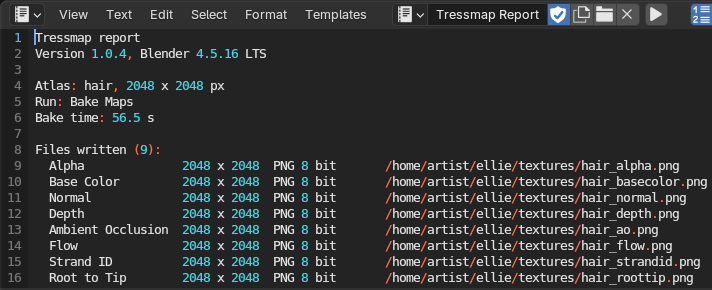 View Text Edit Select Format Templates Tressmap Report
1 Tressmap report
2 Version 1.0.4, Blender 4.5.16 LTS
3
4 Atlas: hair, 2048 x 2048 px
5 Run: Bake Maps
6 Bake time: 56.5 s
7
8 Files written (9):
9 Alpha 2048 x 2048 PNG 8 bit /home/artist/ellie/textures/hair_alpha.png
10 Base Color 2048 x 2048 PNG 8 bit /home/artist/ellie/textures/hair_basecolor.png
11 Normal 2048 x 2048 PNG 8 bit /home/artist/ellie/textures/hair_normal.png
12 Depth 2048 x 2048 PNG 8 bit /home/artist/ellie/textures/hair_depth.png
13 Ambient Occlusion 2048 x 2048 PNG 8 bit /home/artist/ellie/textures/hair_ao.png
14 Flow 2048 x 2048 PNG 8 bit /home/artist/ellie/textures/hair_flow.png
15 Strand ID 2048 x 2048 PNG 8 bit /home/artist/ellie/textures/hair_strandid.png
16 Root to Tip 2048 x 2048 PNG 8 bit /home/artist/ellie/textures/hair_roottip.png